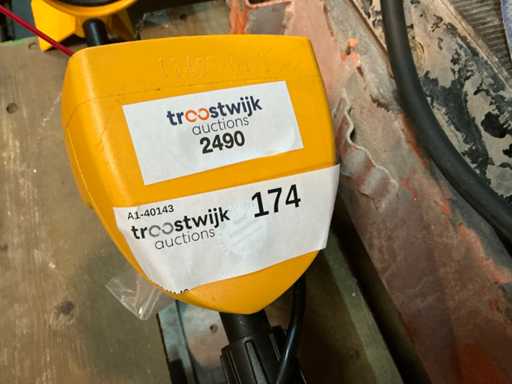 troostwijk
auctions
2490
A1-40143
troostwijk 174
auctions